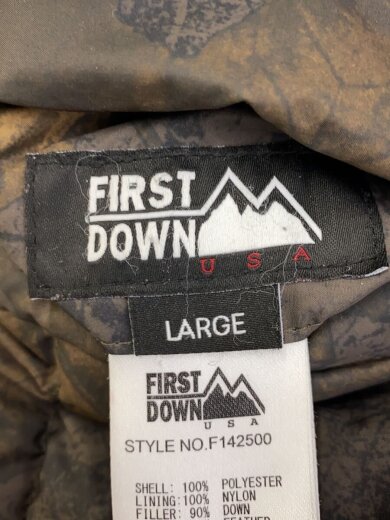 FIRST
DOWN
USA
LARGE
FIRST
DOWN
USA
STYLE NO.F142500
SHELL: 100% POLYESTER
LINING:100% NYLON
FILLER: 90% DOWN
FEATHER